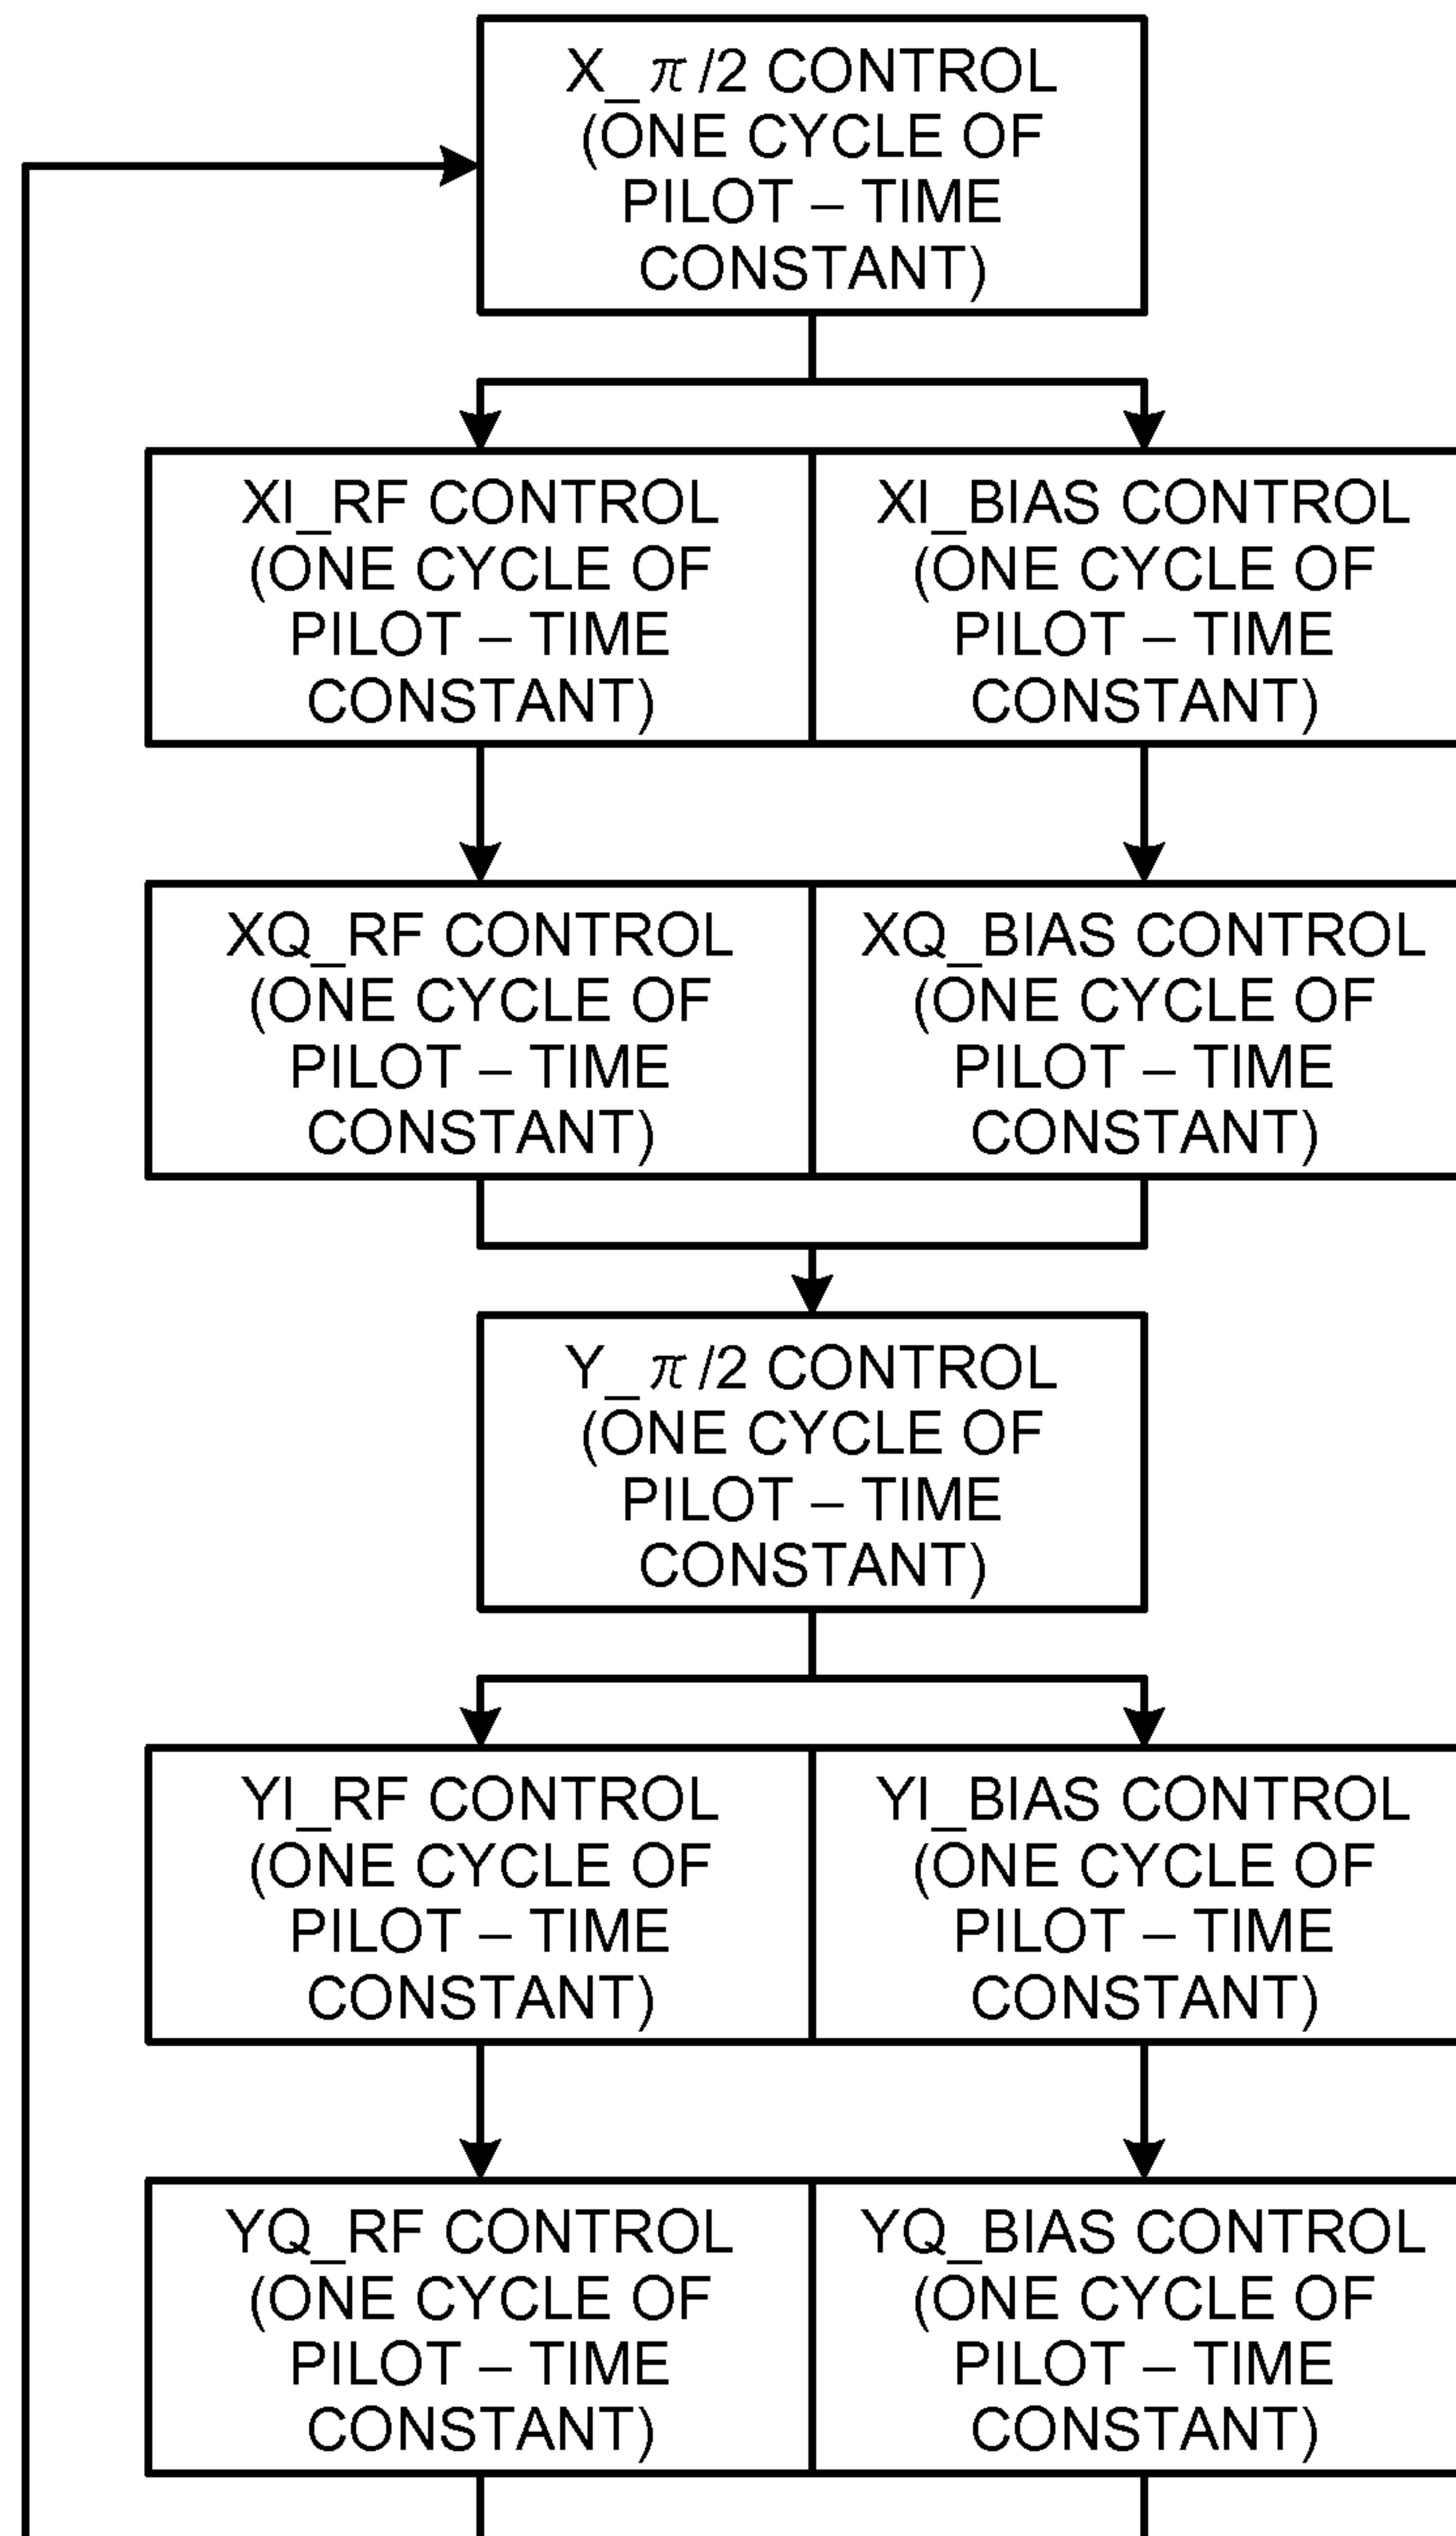 X_π/2 CONTROL
(ONE CYCLE OF
PILOT – TIME
CONSTANT)
XI_RF CONTROL
(ONE CYCLE OF
PILOT – TIME
CONSTANT)
XI_BIAS CONTROL
(ONE CYCLE OF
PILOT – TIME
CONSTANT)
XQ_RF CONTROL
(ONE CYCLE OF
PILOT – TIME
CONSTANT)
XQ_BIAS CONTROL
(ONE CYCLE OF
PILOT – TIME
CONSTANT)
Y_π/2 CONTROL
(ONE CYCLE OF
PILOT – TIME
CONSTANT)
YI_RF CONTROL
(ONE CYCLE OF
PILOT – TIME
CONSTANT)
YI_BIAS CONTROL
(ONE CYCLE OF
PILOT – TIME
CONSTANT)
YQ_RF CONTROL
(ONE CYCLE OF
PILOT – TIME
CONSTANT)
YQ_BIAS CONTROL
(ONE CYCLE OF
PILOT – TIME
CONSTANT)